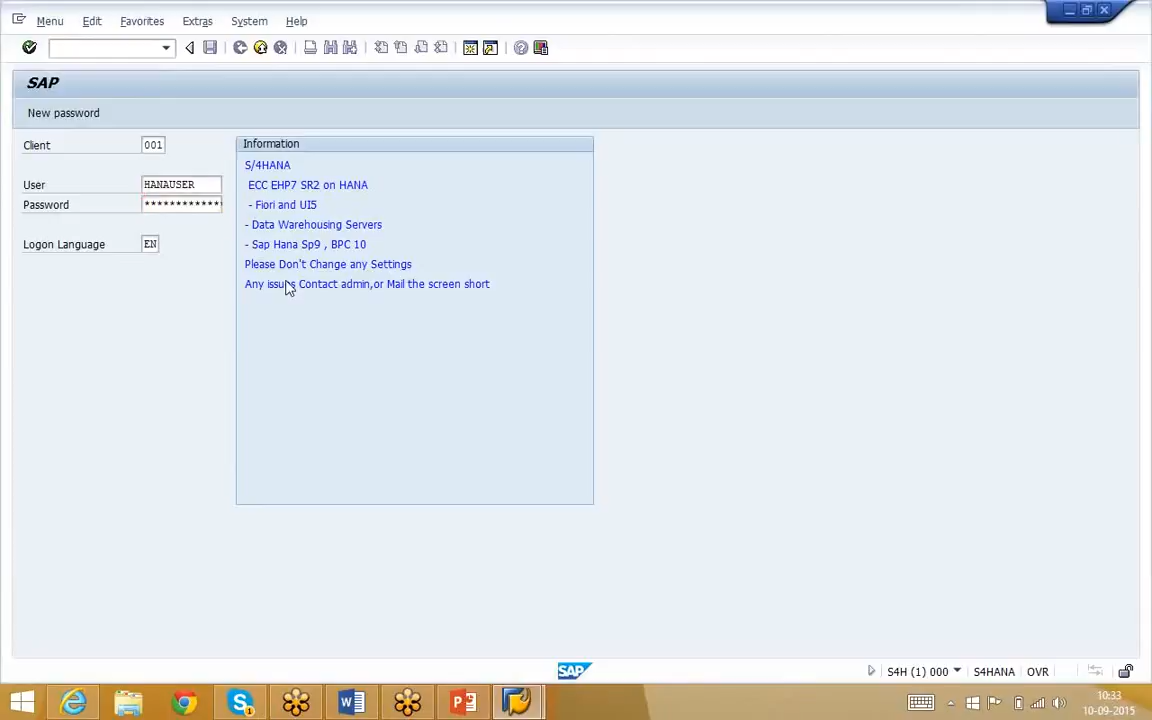 Menu Edit Favorites Extras System Help
SAP
New password
Client 001
Information
S/4HANA
User HANAUSER
ECC EHP7 SR2 on HANA
Password ************
- Fiori and UI5
- Data Warehousing Servers
Logon Language EN
- Sap Hana Sp9 , BPC 10
Please Don't Change any Settings
Any issues Contact admin,or Mail the screen short
SAP
S4H (1) 000 S4HANA OVR
10:33
10-09-2015